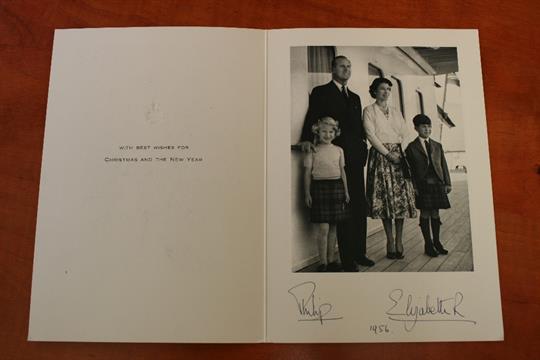 WITH BEST WISHES FOR
CHRISTMAS AND THE NEW YEAR
Philip
Elizabeth R
1956.